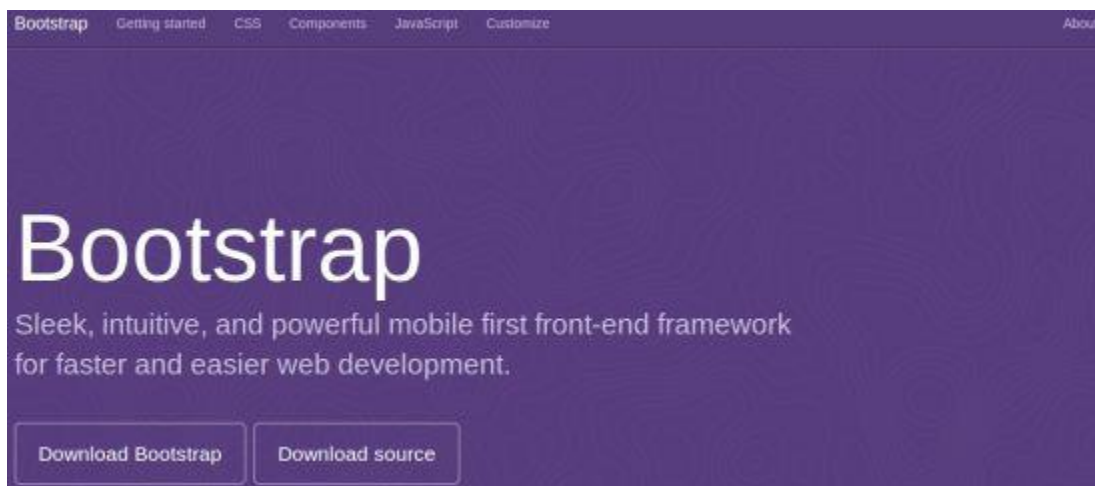 Bootstrap Getting started CSS Components JavaScript Customize About
Bootstrap
Sleek, intuitive, and powerful mobile first front-end framework
for faster and easier web development.
Download Bootstrap Download source